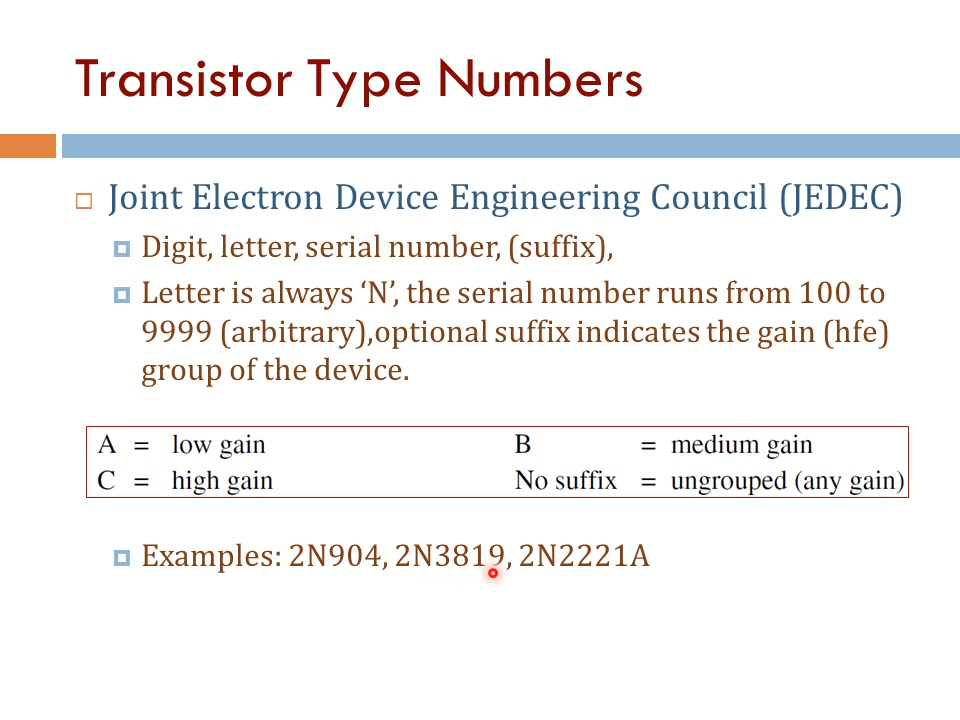 Transistor Type Numbers
Joint Electron Device Engineering Council (JEDEC)
Digit, letter, serial number, (suffix),
Letter is always ‘N’, the serial number runs from 100 to
9999 (arbitrary),optional suffix indicates the gain (hfe)
group of the device.
A = low gain B = medium gain
C = high gain No suffix = ungrouped (any gain)
Examples: 2N904, 2N3819, 2N2221A